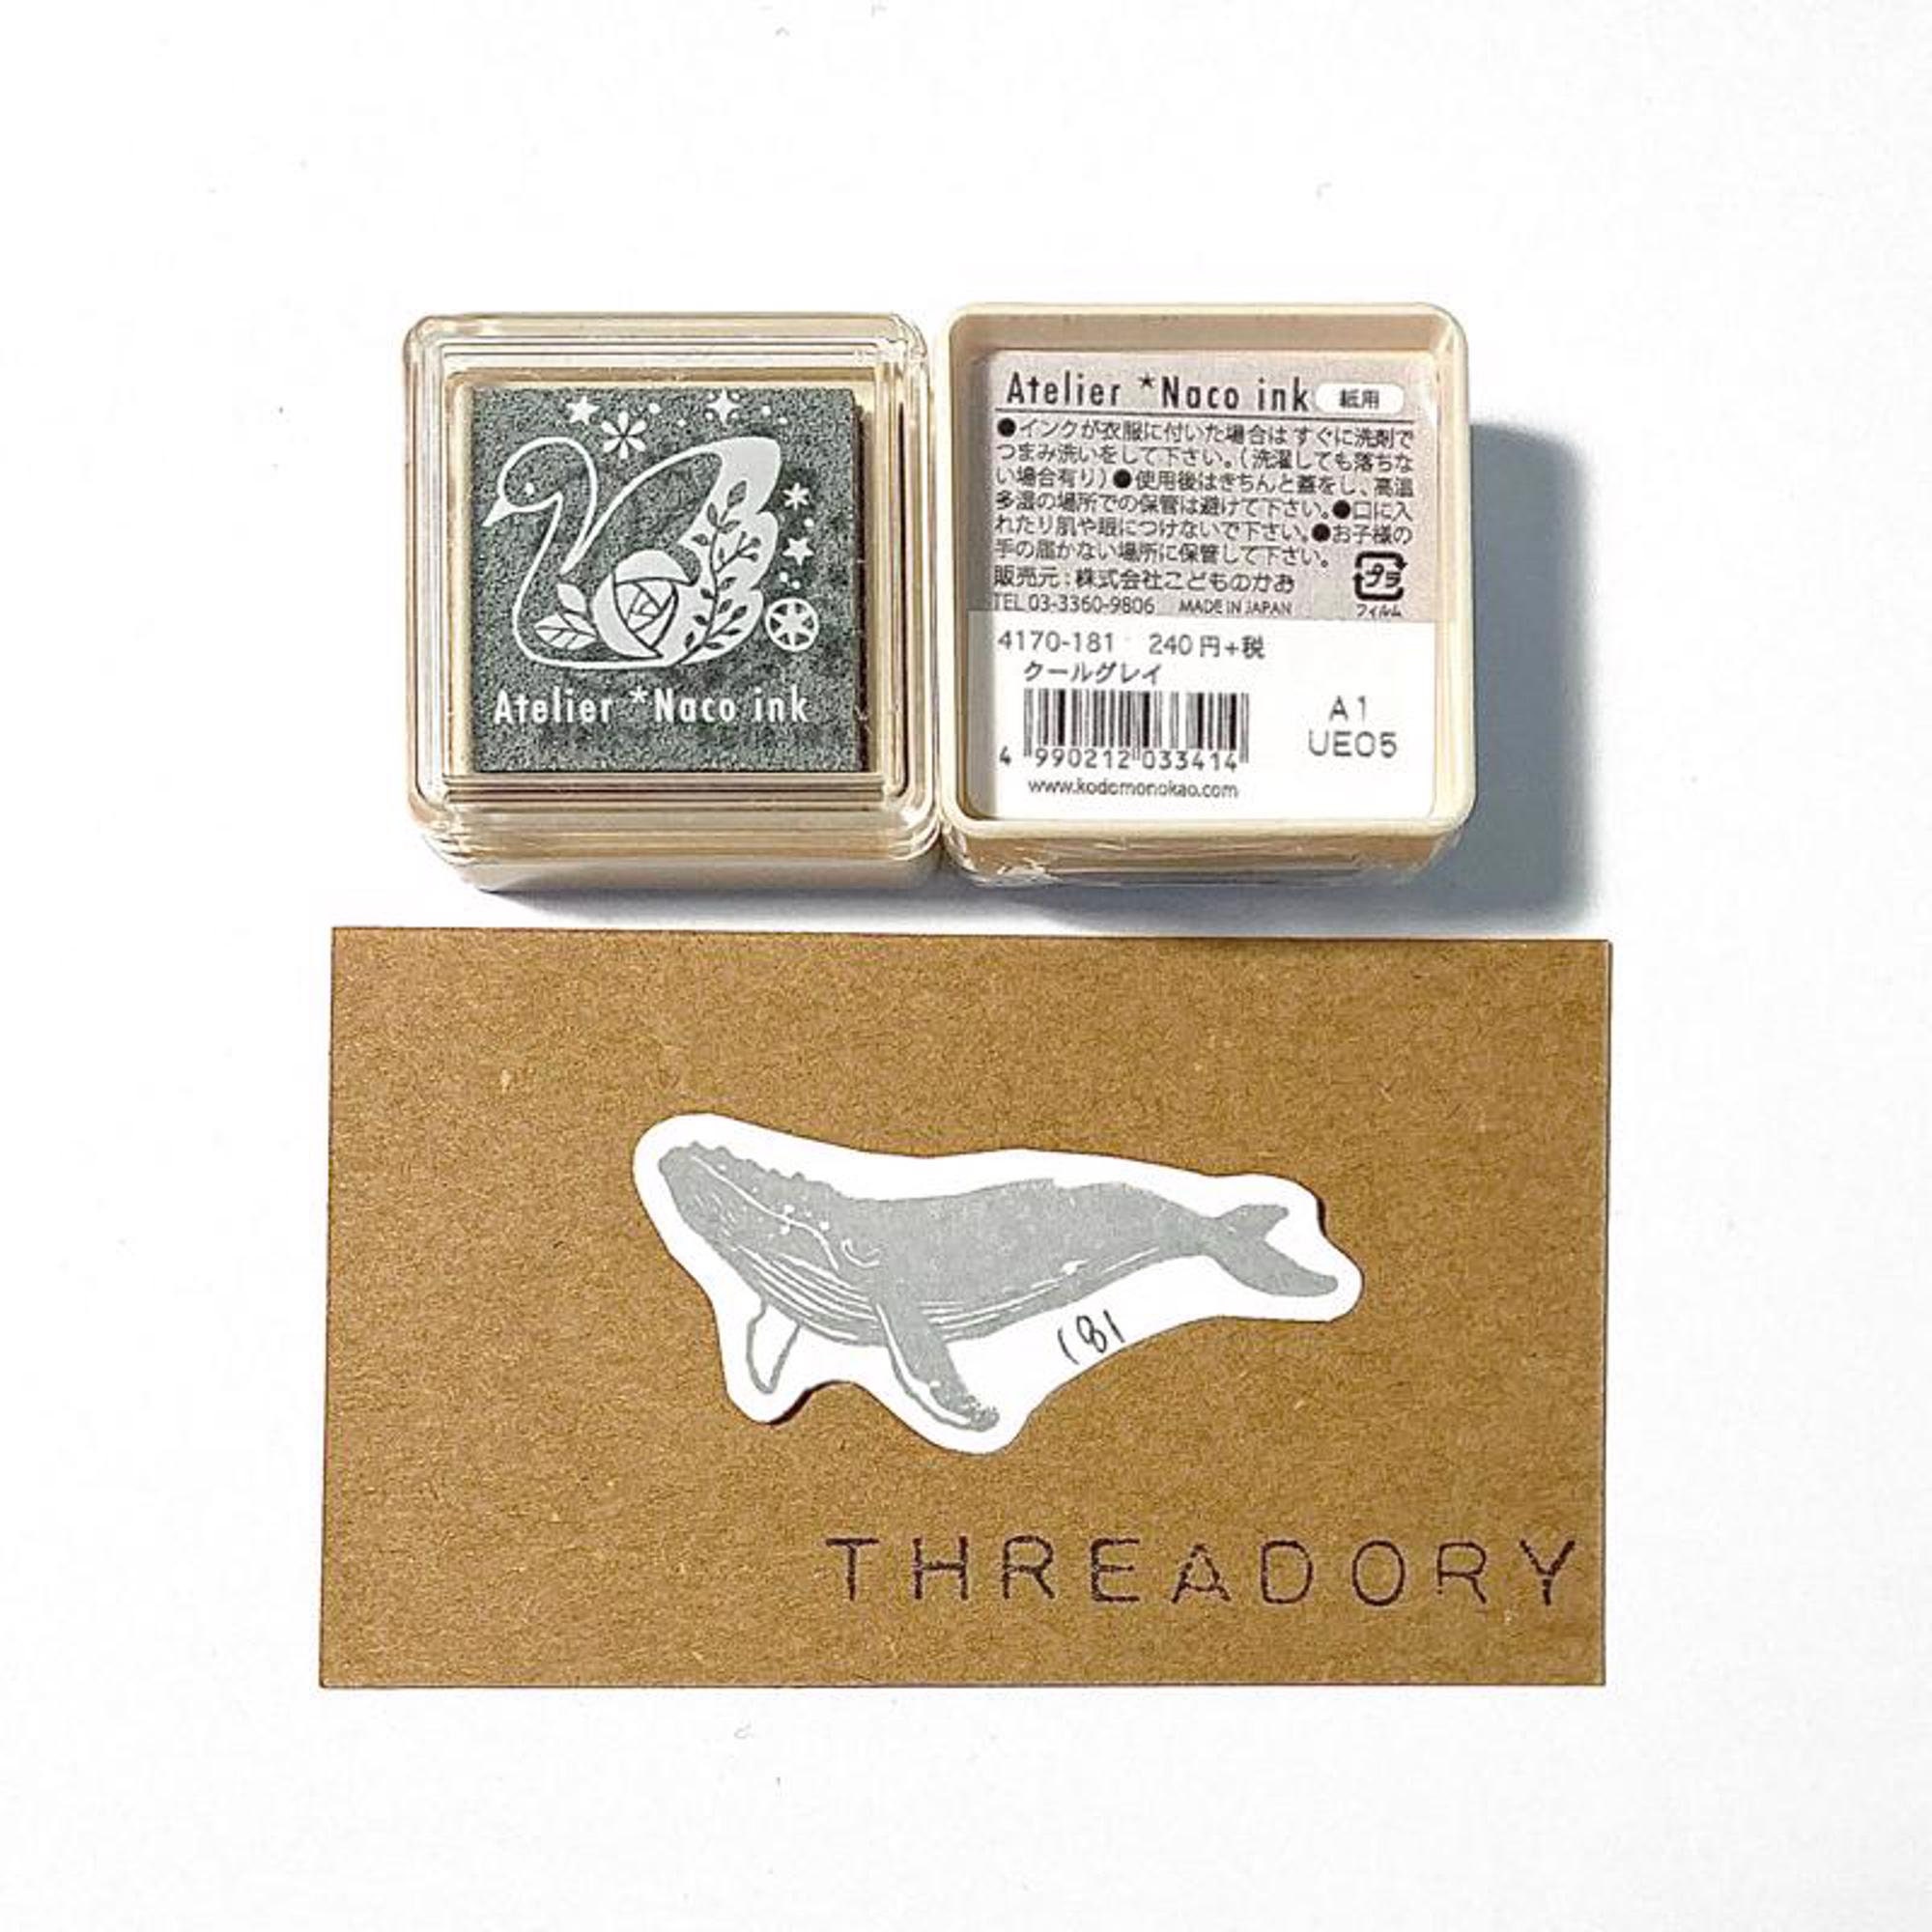 Atelier *Naco ink
Atelier *Naco ink 紙用
●インクが衣服に付いた場合はすぐに洗剤で
つまみ洗いをして下さい。(洗濯しても落ちな
い場合有り)●使用後はきちんと蓋をし、高温
多湿の場所での保管は避けて下さい。●口に入
れたり肌や眼につけないで下さい。●お子様の
手の届かない場所に保管して下さい。
販売元:株式会社こどものかお
プラ
TEL 03-3360-9806 MADE IN JAPAN フィルム
4170-181 240円+税
クールグレイ
A1
UE05
4 990212 033414
www.kodomonokao.com
181
THREADORY